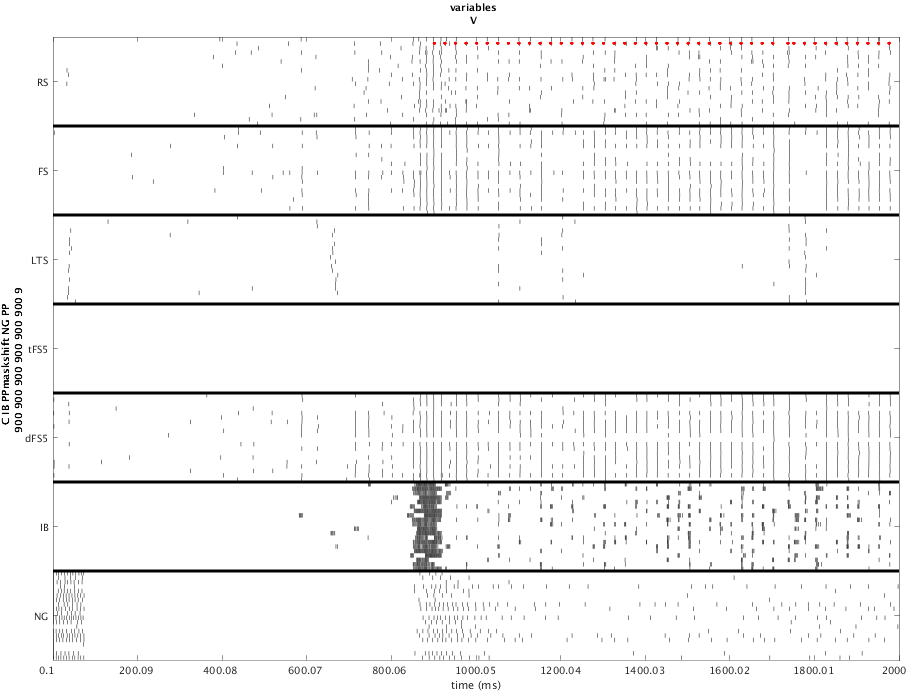 variables
V
C IB PPmaskshift NG PP
900 900 900 900 900 900 9
RS
FS
LTS
tFS5
dFS5
IB
NG
0.1 200.09 400.08 600.07 800.06 1000.05 1200.04 1400.03 1600.02 1800.01 2000
time (ms)